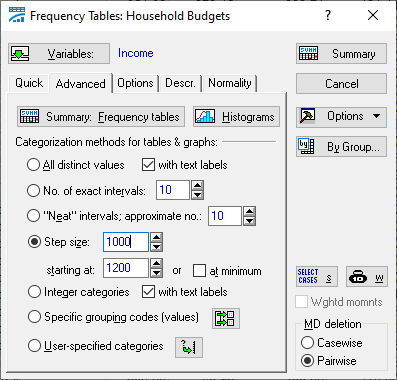 Frequency Tables: Household Budgets ? ×
Variables: Income
Summary
Quick Advanced Options Descr. Normality
Cancel
Summary: Frequency tables Histograms
Options
Categorization methods for tables & graphs:
By Group...
All distinct values with text labels
No. of exact intervals: 10
"Neat" intervals; approximate no.: 10
Step size: 1000
starting at: 1200 or at minimum
SELECT CASES S W
Integer categories with text labels
Wghtd momnts
Specific grouping codes (values)
MD deletion
Casewise
User-specified categories
Pairwise